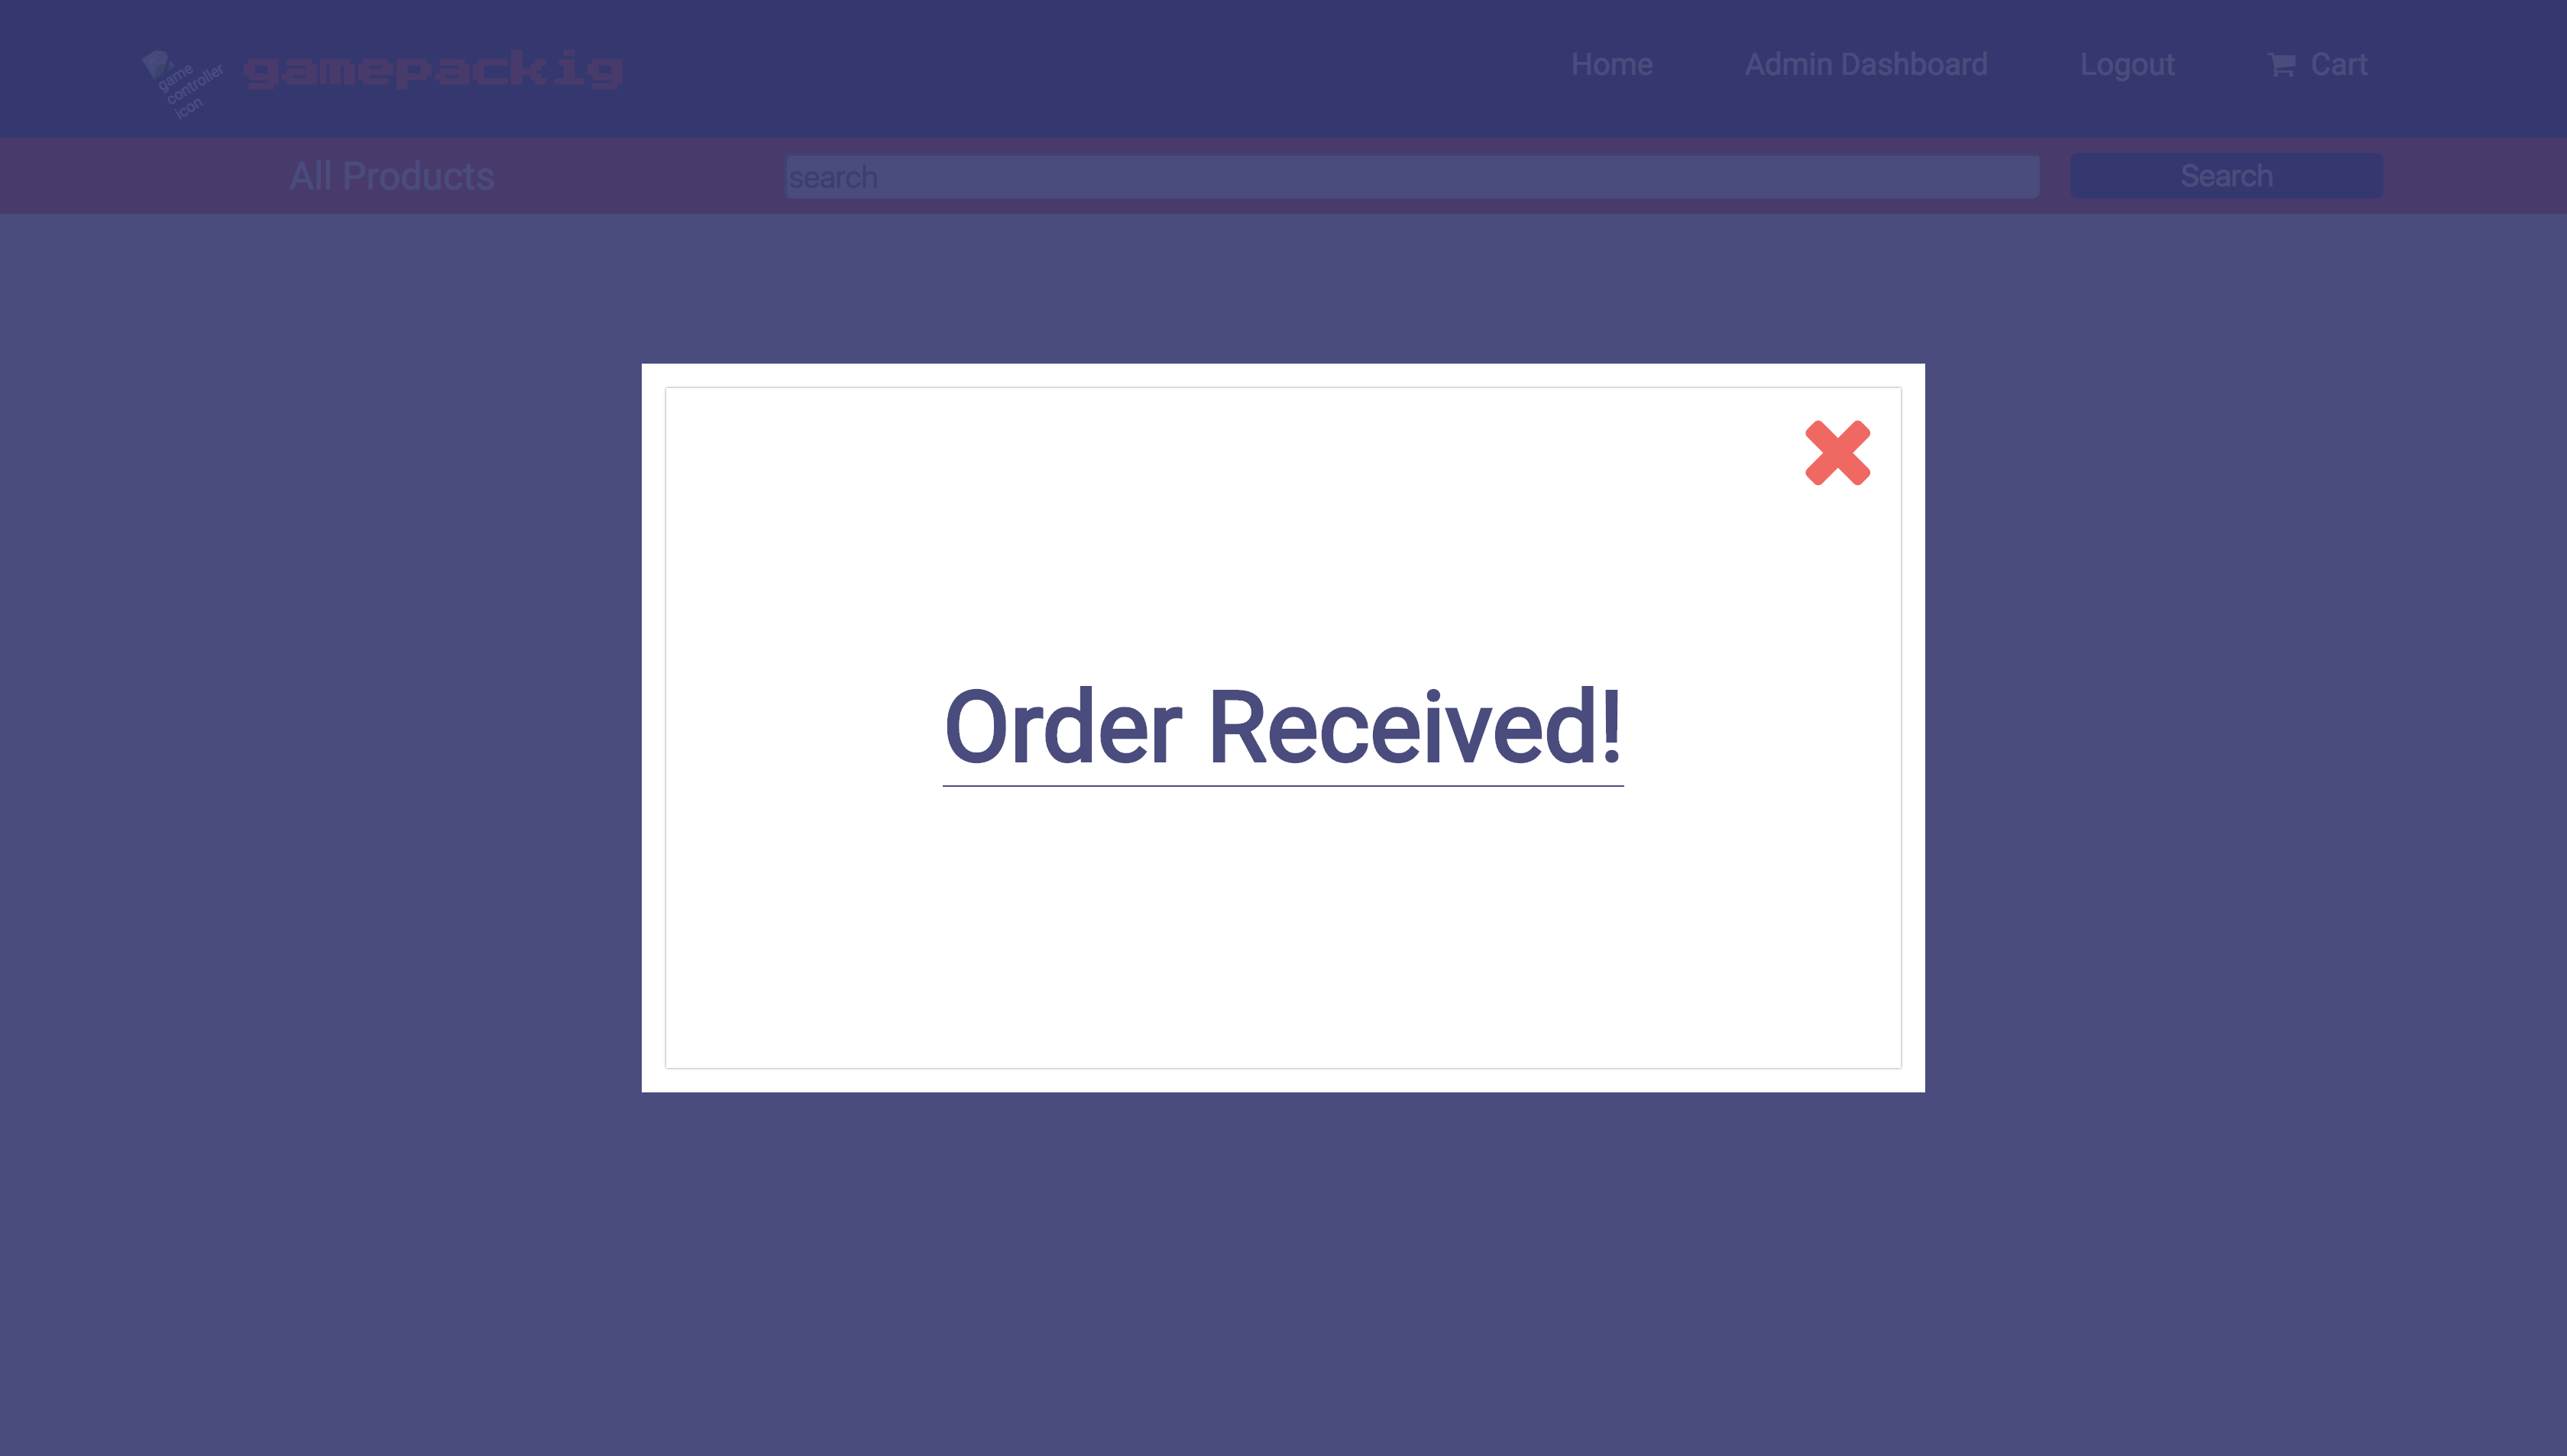 game
controller
icon
gamepackig
Home
Admin Dashboard
Logout
Cart
All Products
search
Search
Order Received!